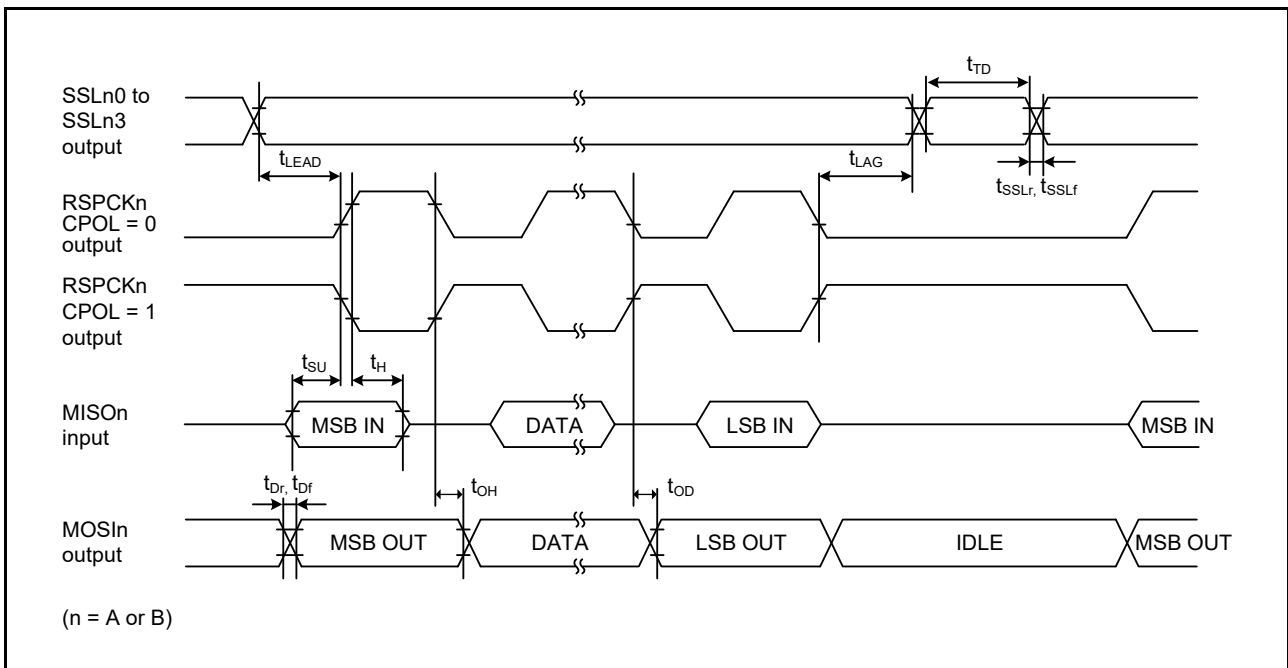 SSLn0 to
SSLn3
output
tTD
tLEAD
tLAG
tSSLr, tSSLf
RSPCKn
CPOL = 0
output
RSPCKn
CPOL = 1
output
tSU
tH
MISOn
input
MSB IN
DATA
LSB IN
MSB IN
tDr, tDf
tOH
tOD
MOSIn
output
MSB OUT
DATA
LSB OUT
IDLE
MSB OUT
(n = A or B)